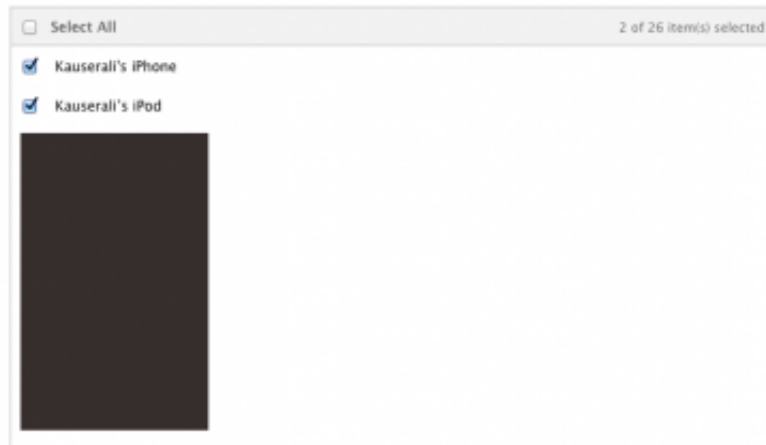 Select All 2 of 26 item(s) selected
Kauserali's iPhone
Kauserali's iPod